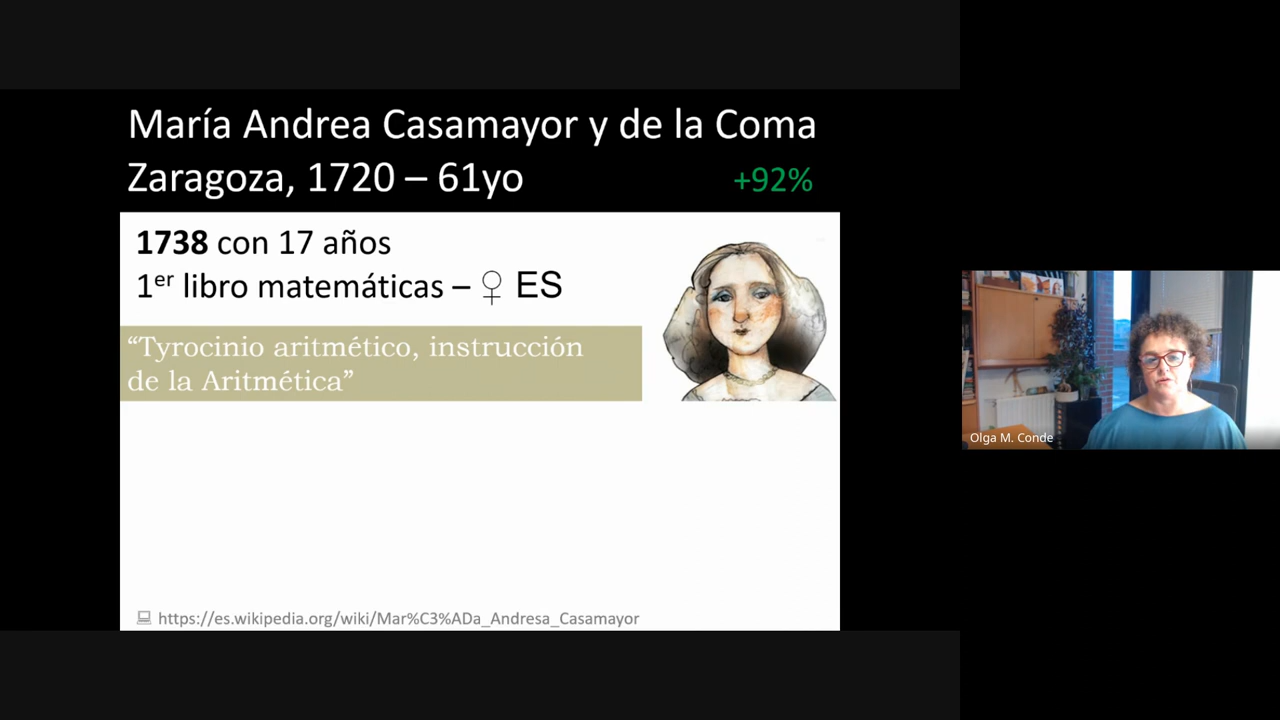 María Andrea Casamayor y de la Coma
Zaragoza, 1720 – 61yo
+92%
1738 con 17 años
1er libro matemáticas – ♀ ES
“Tyrocinio aritmético, instrucción
de la Aritmética”
https://es.wikipedia.org/wiki/Mar%C3%ADa_Andresa_Casamayor
Olga M. Conde